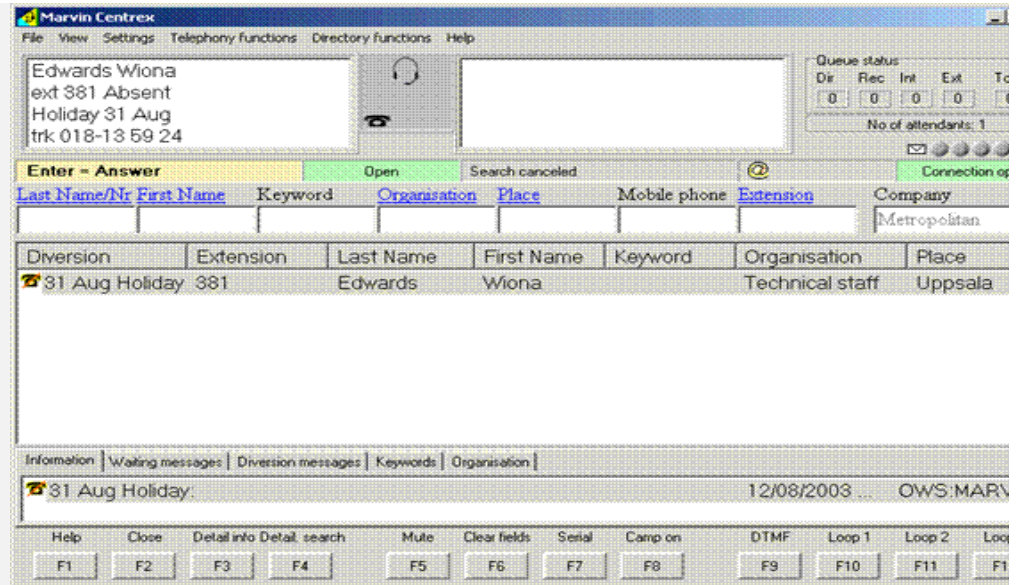 Marvin Centrex
File View Settings Telephony functions Directory functions Help
Edwards Wiona
ext 381 Absent
Holiday 31 Aug
trk 018-13 59 24
Queue status
Dir Rec Int Ext
0 0 0 0
No of attendants: 1
Enter = Answer Open Search canceled @ Connection op
Last Name/Nr First Name Keyword Organisation Place Mobile phone Extension Company
Metropolitan
Diversion Extension Last Name First Name Keyword Organisation Place
31 Aug Holiday 381 Edwards Wiona Technical staff Uppsala
Information Waiting messages Diversion messages Keywords Organisation
31 Aug Holiday: 12/08/2003 ... OWS:MARV
Help Close Detail info Detail. search Mute Clear fields Serial Camp on DTMF Loop 1 Loop 2 Loop
F1 F2 F3 F4 F5 F6 F7 F8 F9 F10 F11 F1